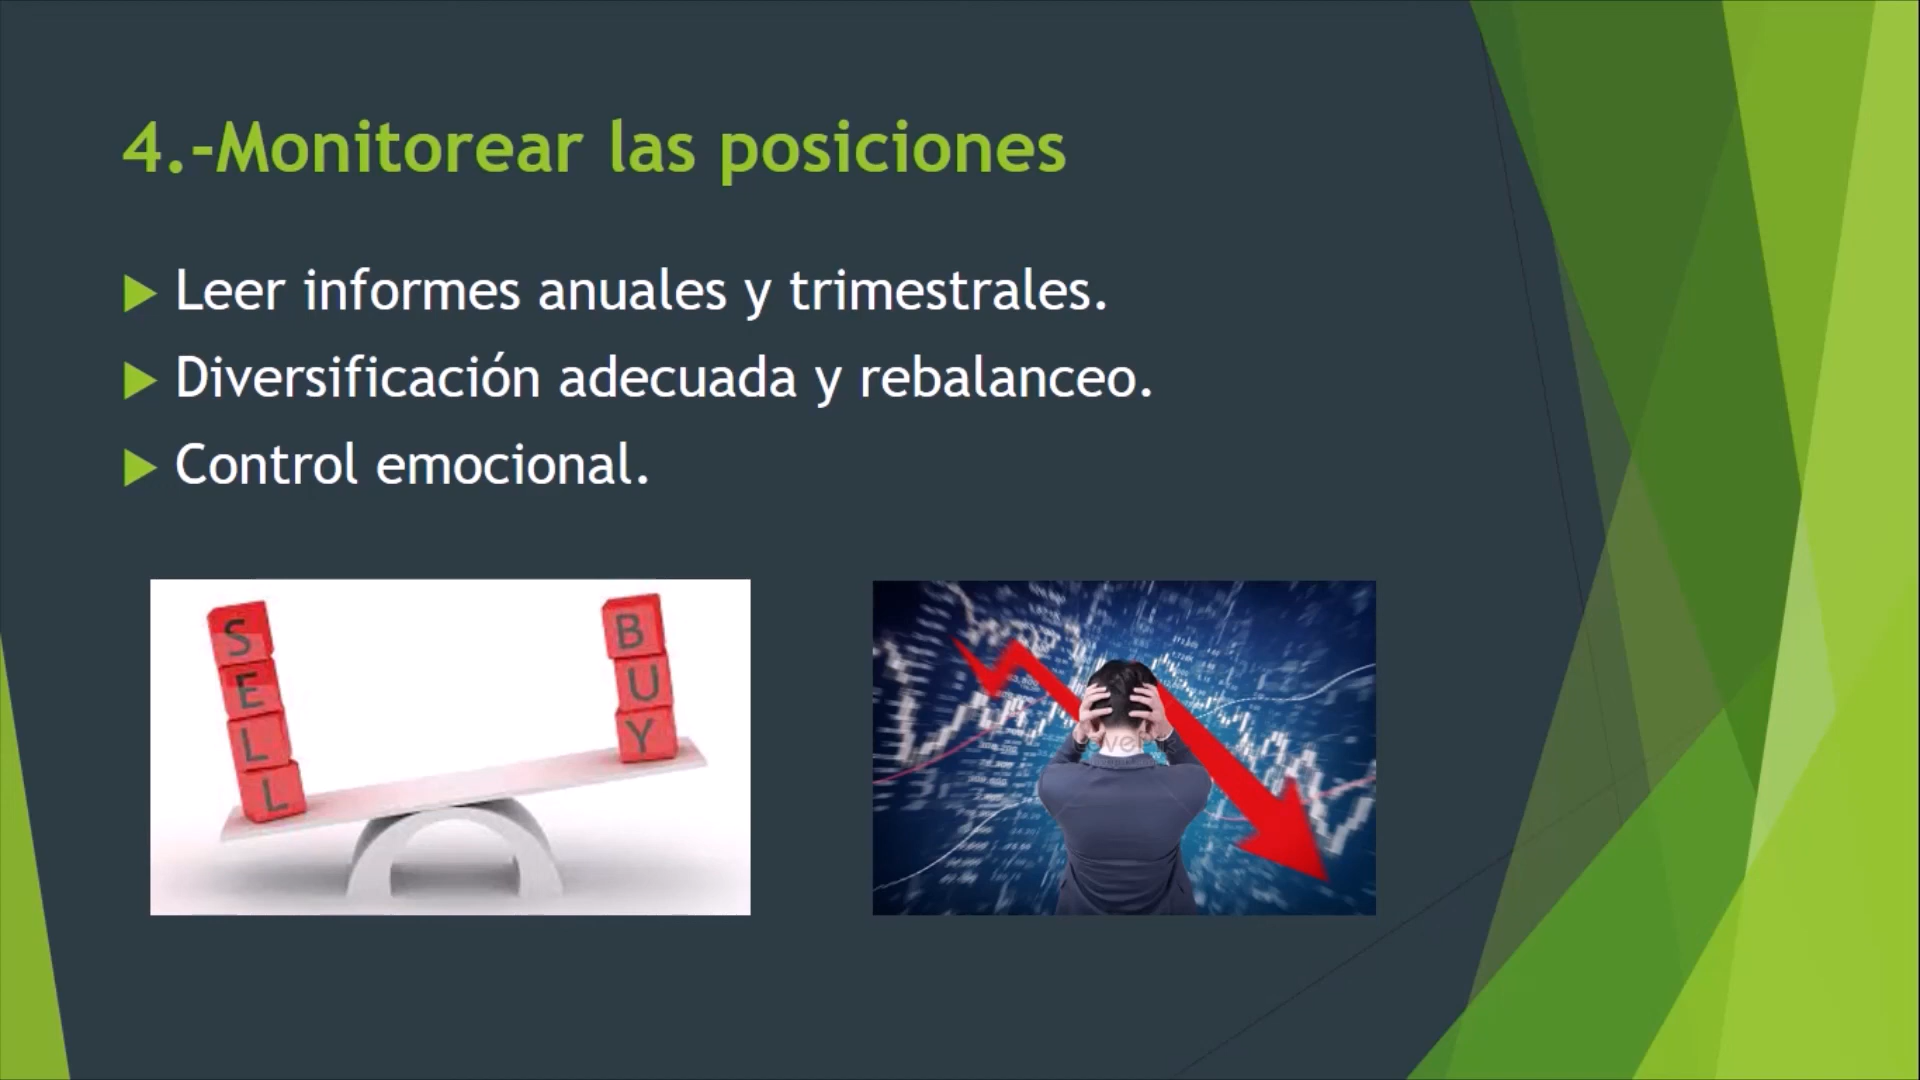 4.-Monitorear las posiciones
Leer informes anuales y trimestrales.
Diversificación adecuada y rebalanceo.
Control emocional.
SELL
BUY